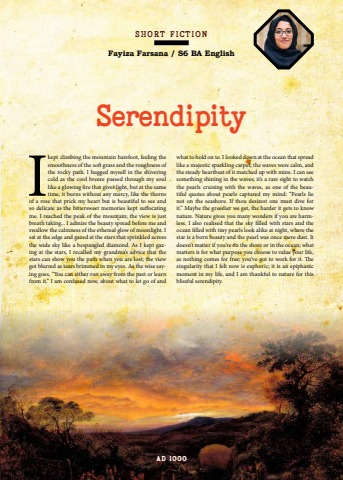 SHORT FICTION
Fayiza Farsana / S6 BA English
Serendipity
I kept climbing the mountain barefoot, feeling the
smoothness of the soft grass and the roughness of
the rocky path. I hugged myself in the shivering
cold as the cool breeze passed through my soul
like a glowing fire that gives light, but at the same
time, it burns without any mercy, like the thorns
of a rose that prick my heart but is beautiful to see and
so delicate as the bittersweet memories kept suffocating
me. I reached the peak of the mountain; the view is just
breath taking... I admire the beauty spread before me and
swallow the calmness of the ethereal glow of moonlight. I
sat at the edge and gazed at the stars that sprinkled across
the wide sky like a bespangled diamond. As I kept gaz-
ing at the stars, I recalled my grandma's advice that the
stars can show you the path when you are lost; the view
got blurred as tears brimmed in my eyes. As the wise say-
ing goes, "You can either run away from the past or learn
from it." I am confused now, about what to let go of and
what to hold on to. I looked down at the ocean that spread
like a majestic sparkling carpet, the waves were calm, and
the steady heartbeat of it matched up with mine. I can see
something shining in the waves; it's a rare sight to watch
the pearls cruising with the waves, as one of the beau-
tiful quotes about pearls captured my mind: "Pearls lie
not on the seashore. If thou desirest one must dive for
it." Maybe the greedier we get, the harder it gets to know
nature. Nature gives you many wonders if you are harm-
less. I also realised that the sky filled with stars and the
ocean filled with tiny pearls look alike at night, where the
star is a born beauty and the pearl was once mere dust. It
doesn't matter if you're on the shore or in the ocean; what
matters is for what purpose you choose to value your life,
as nothing comes for free; you've got to work for it. The
singularity that I felt now is euphoric; it is an epiphanic
moment in my life, and I am thankful to nature for this
blissful serendipity.
AD 1000